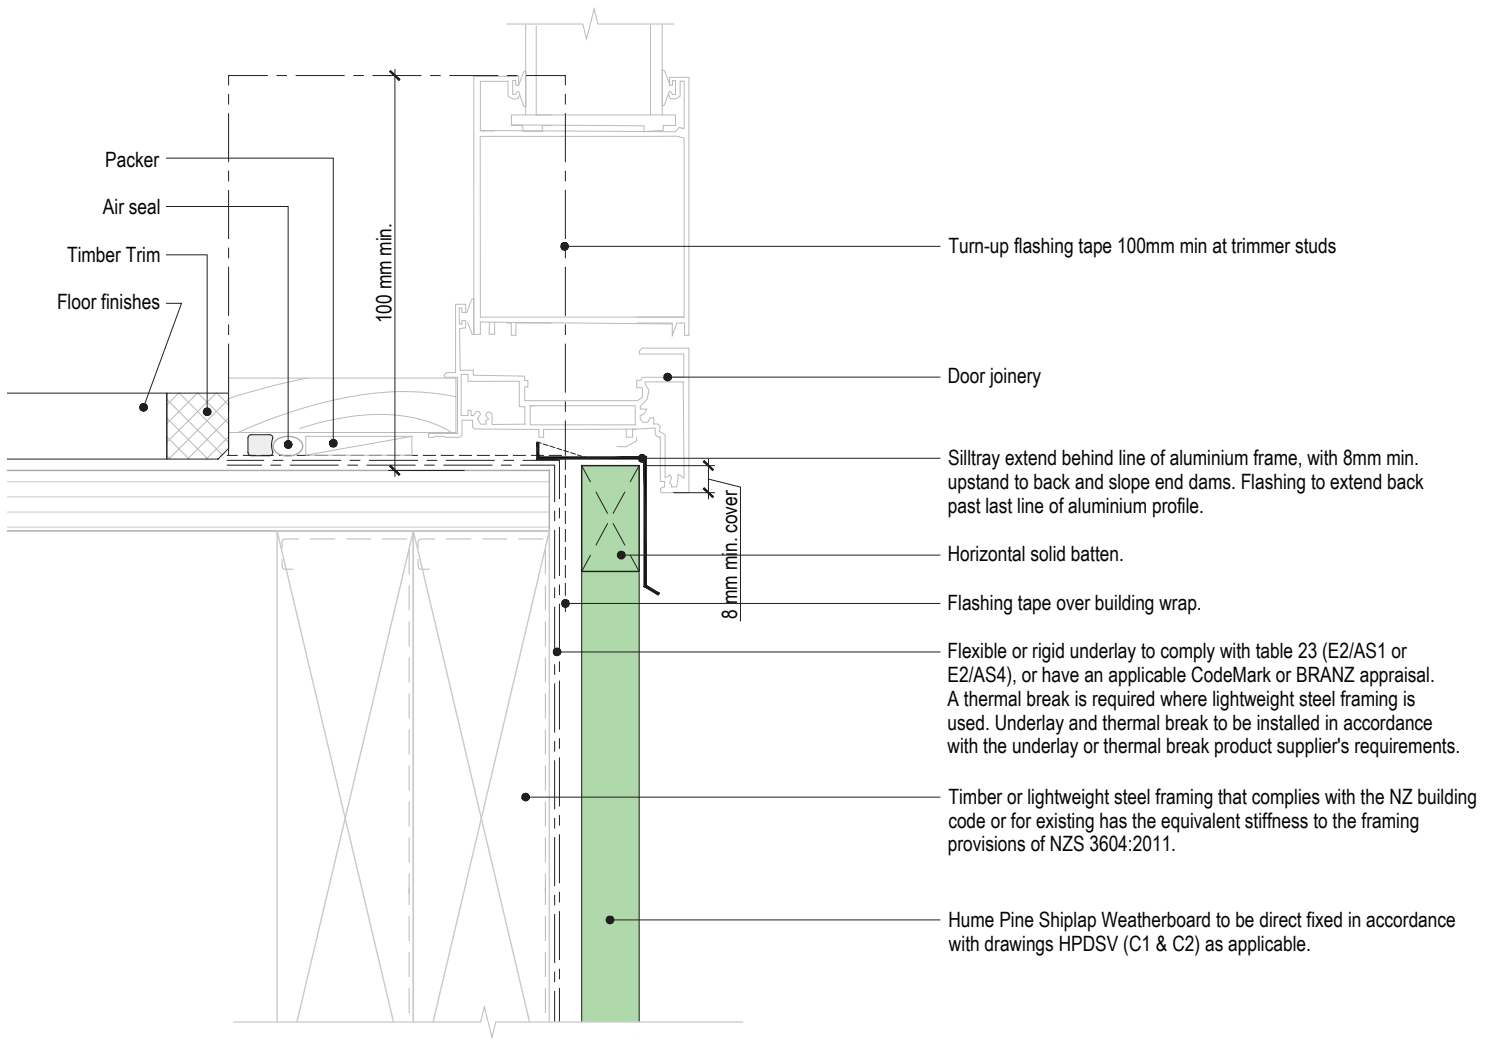 Packer
Air seal
Timber Trim
Floor finishes
100 mm min.
Turn-up flashing tape 100mm min at trimmer studs
Door joinery
Silltray extend behind line of aluminium frame, with 8mm min.
upstand to back and slope end dams. Flashing to extend back
past last line of aluminium profile.
8 mm min. cover
Horizontal solid batten.
Flashing tape over building wrap.
Flexible or rigid underlay to comply with table 23 (E2/AS1 or
E2/AS4), or have an applicable CodeMark or BRANZ appraisal.
A thermal break is required where lightweight steel framing is
used. Underlay and thermal break to be installed in accordance
with the underlay or thermal break product supplier's requirements.
Timber or lightweight steel framing that complies with the NZ building
code or for existing has the equivalent stiffness to the framing
provisions of NZS 3604:2011.
Hume Pine Shiplap Weatherboard to be direct fixed in accordance
with drawings HPDSV (C1 & C2) as applicable.